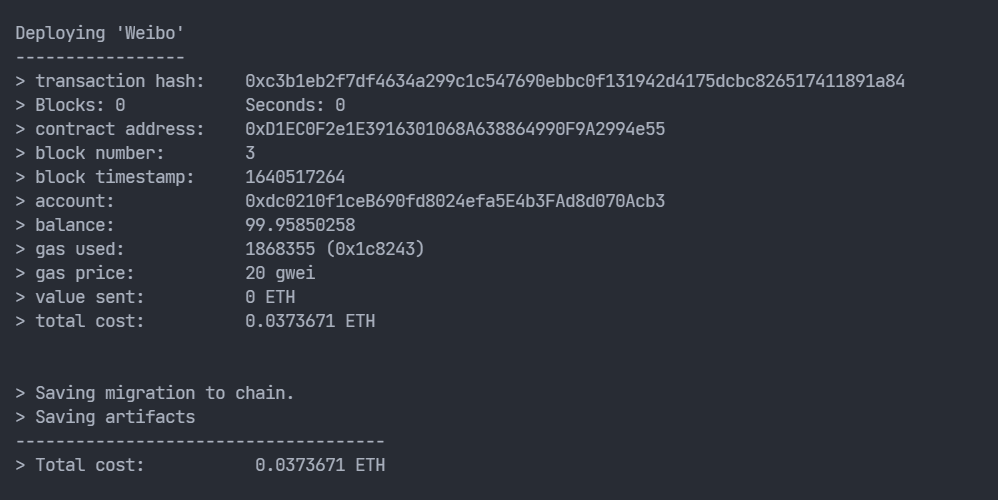 Deploying 'Weibo'
-----------------
> transaction hash:    0xc3b1eb2f7df4634a299c1c547690ebbc0f131942d4175dcbc826517411891a84
> Blocks: 0            Seconds: 0
> contract address:    0xD1EC0F2e1E3916301068A638864990F9A2994e55
> block number:        3
> block timestamp:     1640517264
> account:             0xdc0210f1ceB690fd8024efa5E4b3FAd8d070Acb3
> balance:             99.95850258
> gas used:            1868355 (0x1c8243)
> gas price:           20 gwei
> value sent:          0 ETH
> total cost:          0.0373671 ETH
> Saving migration to chain.
> Saving artifacts
-------------------------------------
> Total cost:           0.0373671 ETH